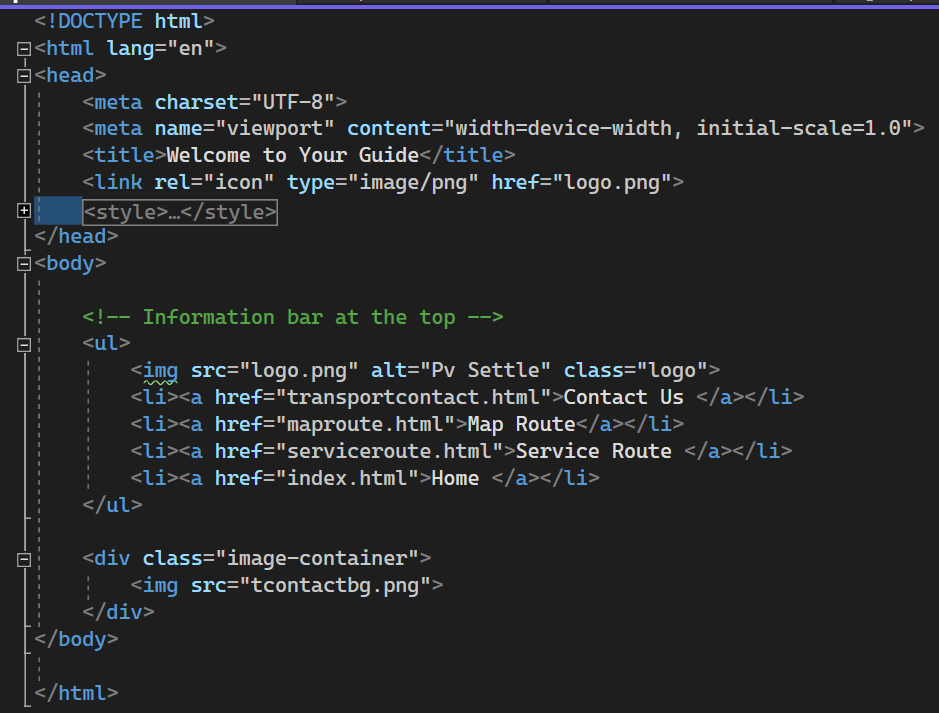 <!DOCTYPE html>
<html lang="en">
<head>
<meta charset="UTF-8">
<meta name="viewport" content="width=device-width, initial-scale=1.0">
<title>Welcome to Your Guide</title>
<link rel="icon" type="image/png" href="logo.png">
<style>…</style>
</head>
<body>
<!-- Information bar at the top -->
<ul>
<img src="logo.png" alt="Pv Settle" class="logo">
<li><a href="transportcontact.html">Contact Us </a></li>
<li><a href="maproute.html">Map Route</a></li>
<li><a href="serviceroute.html">Service Route </a></li>
<li><a href="index.html">Home </a></li>
</ul>
<div class="image-container">
<img src="tcontactbg.png">
</div>
</body>
</html>